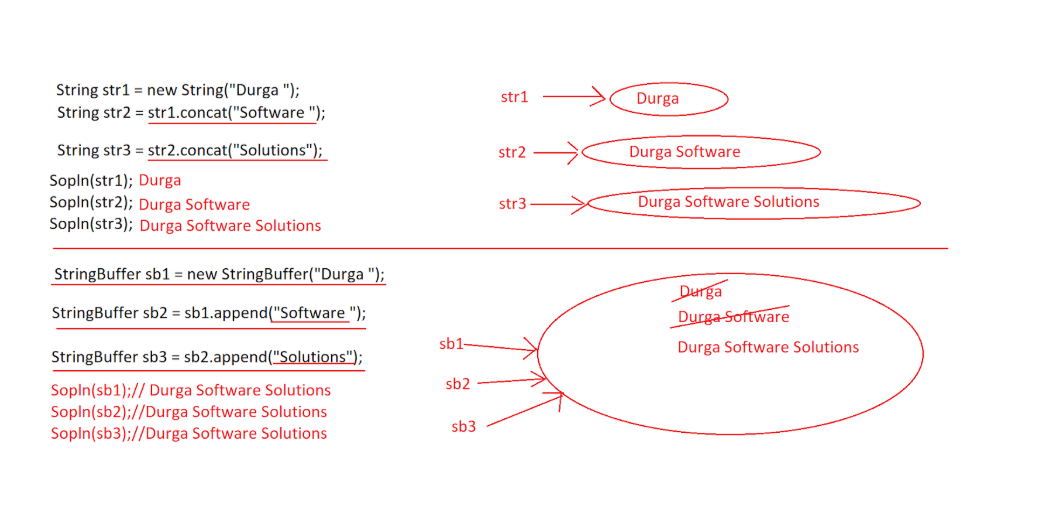 String str1 = new String("Durga ");
String str2 = str1.concat("Software ");
String str3 = str2.concat("Solutions");
Sopln(str1); Durga
Sopln(str2); Durga Software
Sopln(str3); Durga Software Solutions
str1
Durga
str2
Durga Software
str3
Durga Software Solutions
StringBuffer sb1 = new StringBuffer("Durga ");
StringBuffer sb2 = sb1.append("Software ");
StringBuffer sb3 = sb2.append("Solutions");
Sopln(sb1);// Durga Software Solutions
Sopln(sb2);//Durga Software Solutions
Sopln(sb3);//Durga Software Solutions
sb1
sb2
sb3
Durga
Durga Software
Durga Software Solutions